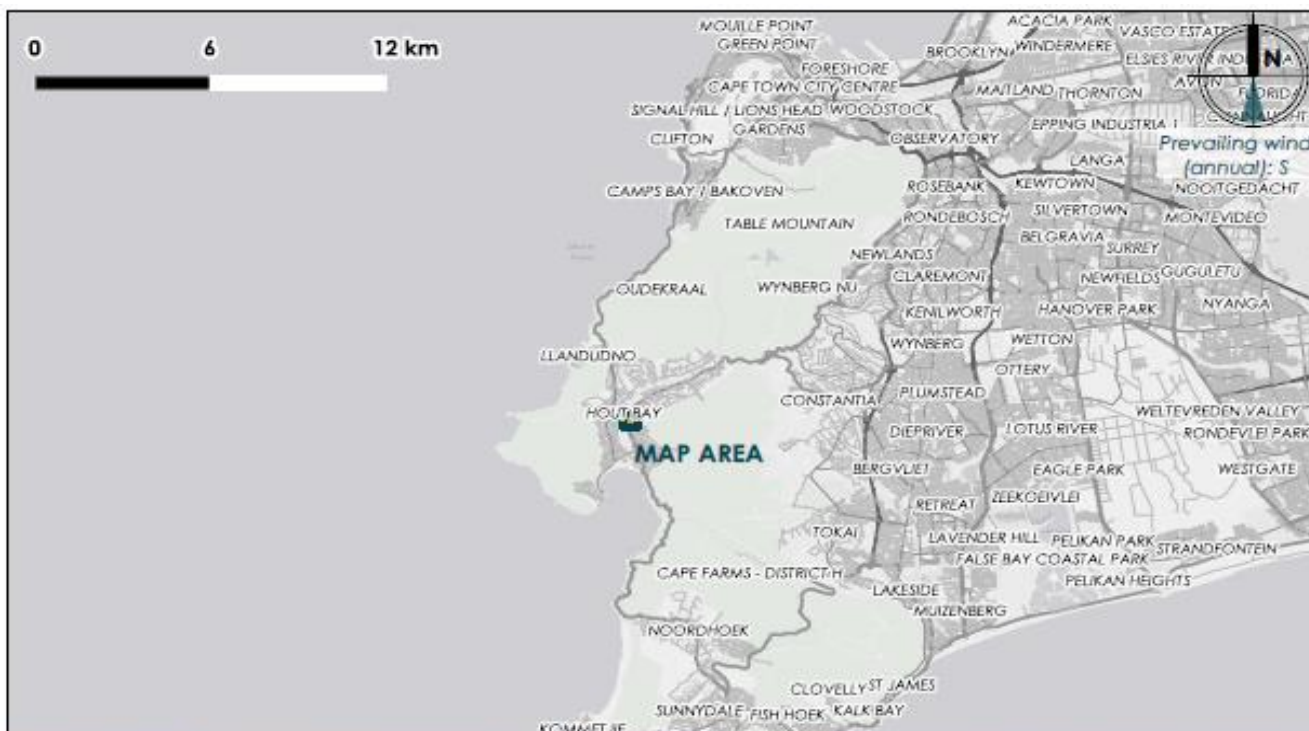 0 6 12 km
MOUILLE POINT
GREEN POINT
FORESHORE
CAPE TOWN CITY CENTRE
SIGNAL HILL / LIONS HEAD
WOODSTOCK
GARDENS
CLIFTON
CAMPS BAY / BAKOVEN
TABLE MOUNTAIN
OUDEKRAAL
WYNBERG NU
LLANDUDNO
HOUT BAY
MAP AREA
ACACIA PARK
VASCO ESTATE
BROOKLYN
WINDERMERE
N
MAITLAND
THORNTON
OBSERVATORY
Prevailing wind
(annual): S
LANGA
ROSEBANK
KEWTOWN
NOOITGEDACHT
RONDEBOSCH
SILVERTOWN
MONTEVIDEO
BELGRAVIA
SURREY
NEWLANDS
CLAREMONT
NEWFIELDS
GUGULETU
KENILWORTH
HANOVER PARK
NYANGA
WYNBERG
WETTON
OTTERY
CONSTANTIA
PLUMSTEAD
WELTEVREDEN VALLEY
DIEPRIVER
LOTUS RIVER
RONDEVLEI PARK
BERGVLIET
EAGLE PARK
WESTGATE
RETREAT
ZEEKOEIVLEI
TOKAI
LAVENDER HILL
PELIKAN PARK
STRANDFONTEIN
FALSE BAY COASTAL PARK
CAPE FARMS - DISTRICT H
PELIKAN HEIGHTS
LAKESIDE
MUIZENBERG
NOORDHOEK
CLOVELLY
ST JAMES
SUNNYDALE
FISH HOEK
KALK BAY